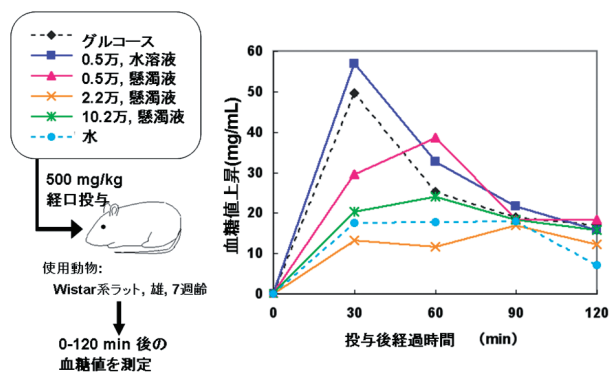 グルコース
0.5万, 水溶液
0.5万, 懸濁液
2.2万, 懸濁液
10.2万, 懸濁液
水
500 mg/kg
経口投与
使用動物:
Wistar系ラット, 雄, 7週齢
0-120 min 後の
血糖値を測定
血糖値上昇(mg/mL)
60
50
40
30
20
10
0
0 30 60 90 120
投与後経過時間 (min)